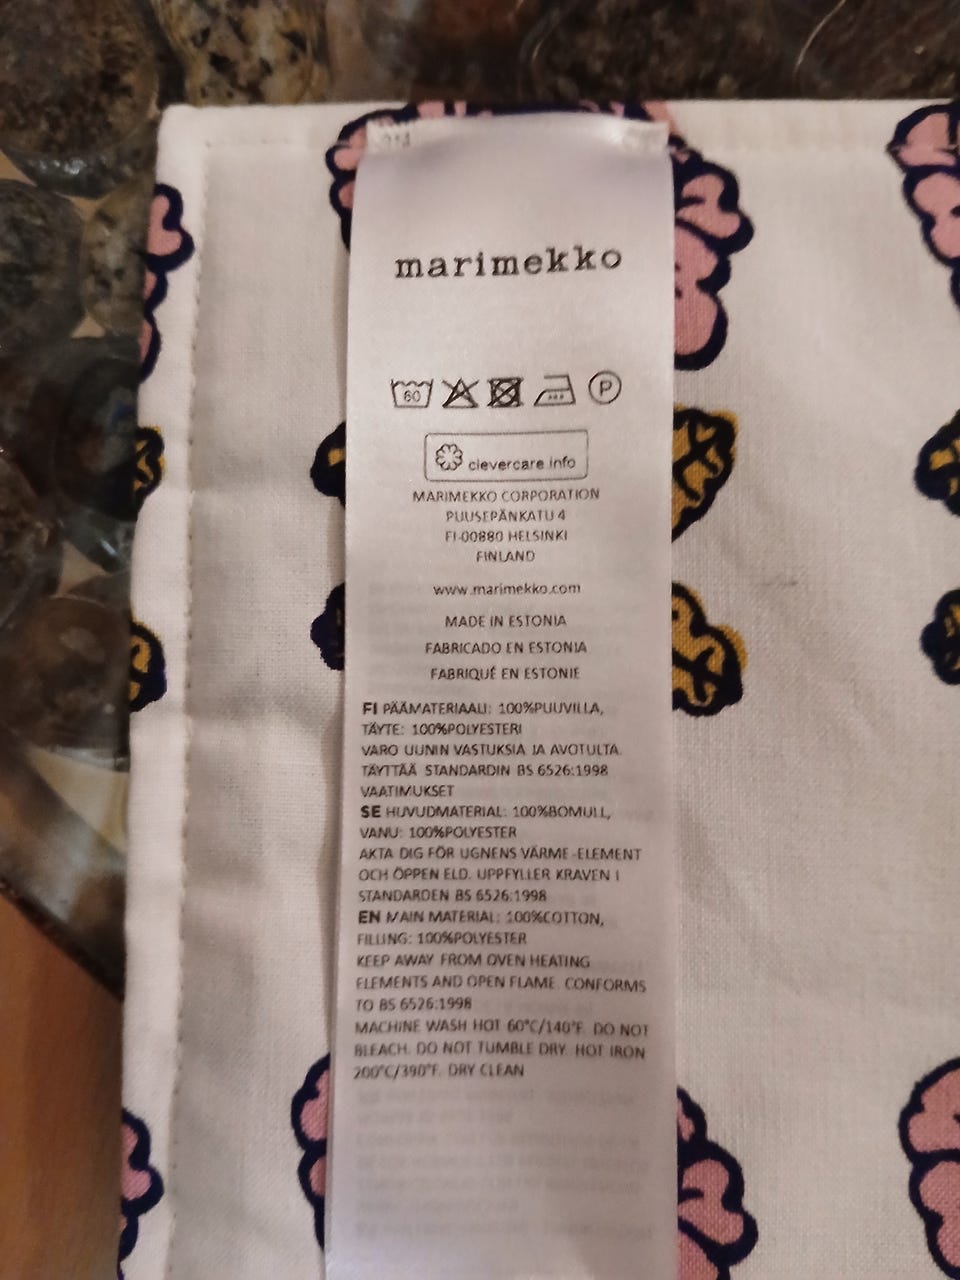 marimekko
60 P
clevercare.info
MARIMEKKO CORPORATION
PUUSEPÄNKATU 4
FI-00880 HELSINKI
FINLAND
www.marimekko.com
MADE IN ESTONIA
FABRICADO EN ESTONIA
FABRIQUÉ EN ESTONIE
FI PÄÄMATERIAALI: 100%PUUVILLA,
TÄYTE: 100%POLYESTERI
VARO UUNIN VASTUKSIA JA AVOTULTA.
TÄYTTÄÄ STANDARDIN BS 6526:1998
VAATIMUKSET
SE HUVUDMATERIAL: 100%BOMULL,
VANU: 100%POLYESTER
AKTA DIG FÖR UGNENS VÄRME-ELEMENT
OCH ÖPPEN ELD. UPPFYLLER KRAVEN I
STANDARDEN BS 6526:1998
EN MAIN MATERIAL: 100%COTTON,
FILLING: 100%POLYESTER
KEEP AWAY FROM OVEN HEATING
ELEMENTS AND OPEN FLAME. CONFORMS
TO BS 6526:1998
MACHINE WASH HOT 60°C/140°F. DO NOT
BLEACH. DO NOT TUMBLE DRY. HOT IRON
200°C/390°F. DRY CLEAN